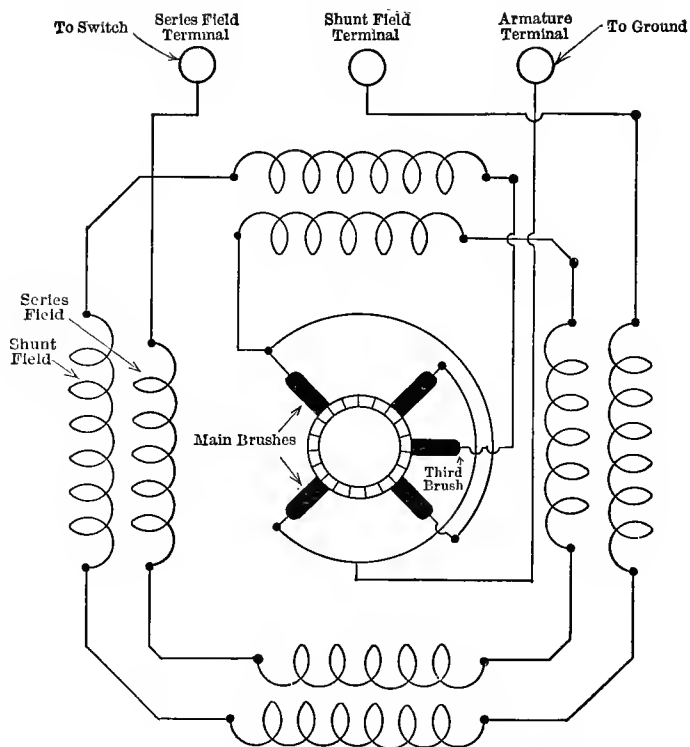 To Switch
Series Field
Terminal
Shunt Field
Terminal
Armature
Terminal
To Ground
Series
Field
Shunt
Field
Main Brushes
Third
Brush